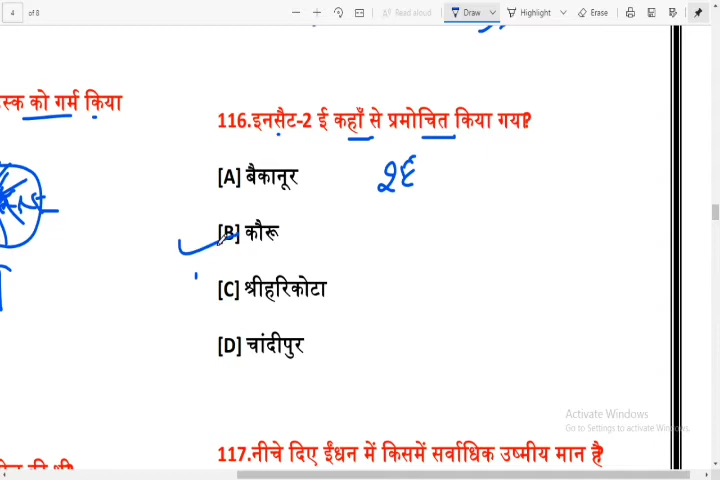 4 of 8 Read aloud Draw Highlight Erase
स्क को गर्म किया
116.इनसैट-2 ई कहाँ से प्रमोचित किया गया?
[A] बैकानूर 2E
[B] कौरू
[C] श्रीहरिकोटा
[D] चांदीपुर
Activate Windows
Go to Settings to activate Windows.
117.नीचे दिए ईंधन में किसमें सर्वाधिक उष्मीय मान है?